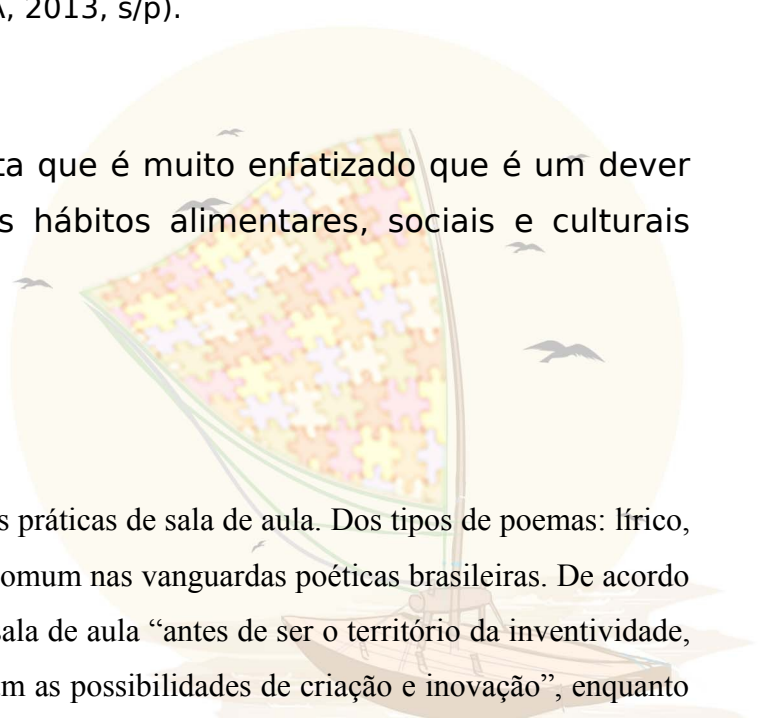 , 2013, s/p).
ta que é muito enfatizado que é um dever
s hábitos alimentares, sociais e culturais
s práticas de sala de aula. Dos tipos de poemas: lírico,
omum nas vanguardas poéticas brasileiras. De acordo
ala de aula “antes de ser o território da inventividade,
m as possibilidades de criação e inovação”, enquanto